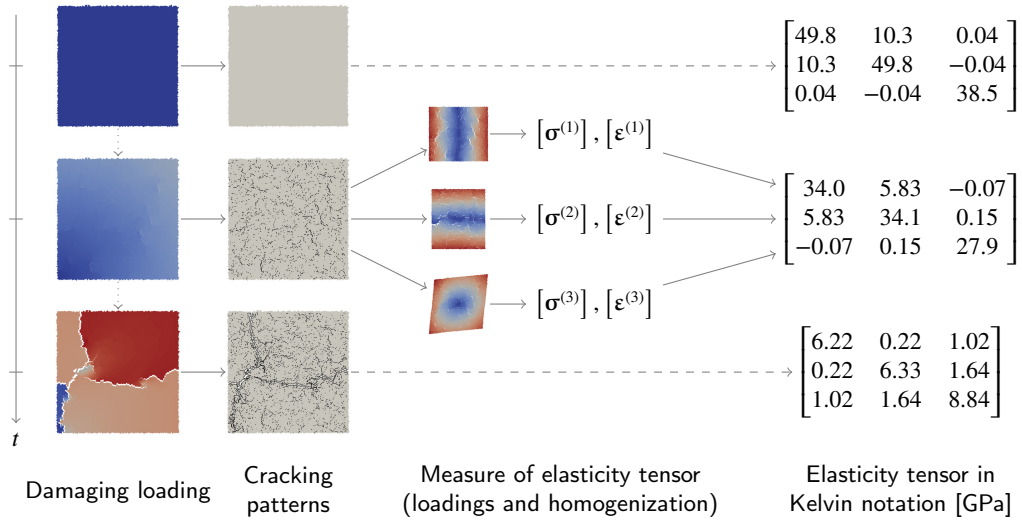 49.8 10.3 0.04
10.3 49.8 −0.04
0.04 −0.04 38.5
[σ⁽¹⁾] , [ε⁽¹⁾]
34.0 5.83 −0.07
[σ⁽²⁾] , [ε⁽²⁾]
5.83 34.1 0.15
−0.07 0.15 27.9
[σ⁽³⁾] , [ε⁽³⁾]
6.22 0.22 1.02
0.22 6.33 1.64
1.02 1.64 8.84
t
Damaging loading
Cracking
patterns
Measure of elasticity tensor
(loadings and homogenization)
Elasticity tensor in
Kelvin notation [GPa]